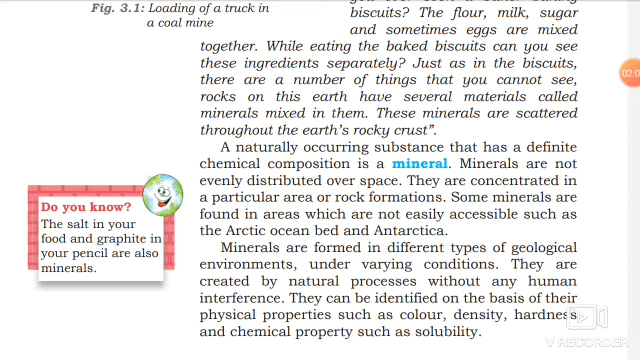 Fig. 3.1: Loading of a truck in
a coal mine
biscuits? The flour, milk, sugar
and sometimes eggs are mixed
together. While eating the baked biscuits can you see
these ingredients separately? Just as in the biscuits,
there are a number of things that you cannot see,
rocks on this earth have several materials called
minerals mixed in them. These minerals are scattered
throughout the earth's rocky crust".
A naturally occurring substance that has a definite
chemical composition is a mineral. Minerals are not
evenly distributed over space. They are concentrated in
a particular area or rock formations. Some minerals are
found in areas which are not easily accessible such as
the Arctic ocean bed and Antarctica.
Minerals are formed in different types of geological
environments, under varying conditions. They are
created by natural processes without any human
interference. They can be identified on the basis of their
physical properties such as colour, density, hardness
and chemical property such as solubility.
Do you know?
The salt in your
food and graphite in
your pencil are also
minerals.
02:0
V RECORDER